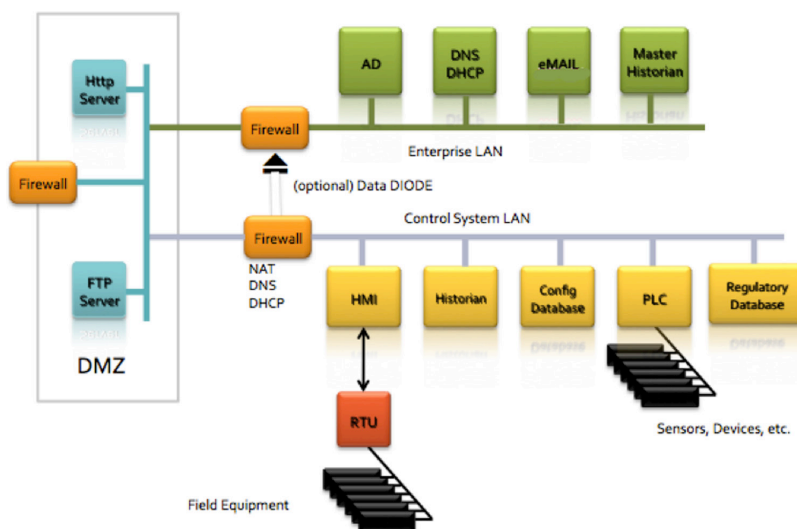 Http
Server
AD
DNS
DHCP
eMAIL
Master
Historian
Firewall
Enterprise LAN
Firewall
(optional) Data DIODE
Control System LAN
Firewall
NAT
DNS
DHCP
FTP
Server
DMZ
HMI
Historian
Config
Database
PLC
Regulatory
Database
RTU
Sensors, Devices, etc.
Field Equipment